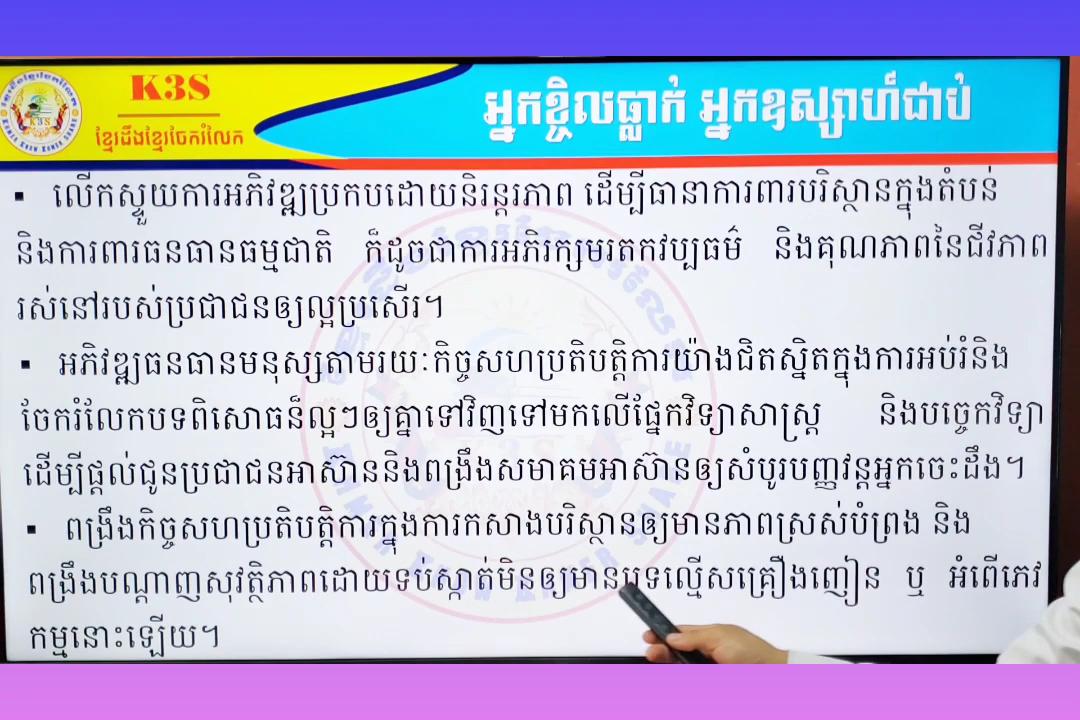 K3S
ខ្មែរដឹងខ្មែរចែករំលែក
អ្នកខ្ចិលធ្លាក់ អ្នកឧស្សាហ៍ជាប់
▪ លើកស្ទួយការអភិវឌ្ឍប្រកបដោយនិរន្តរភាព ដើម្បីធានាការពារបរិស្ថានក្នុងតំបន់
និងការពារធនធានធម្មជាតិ ក៏ដូចជាការអភិរក្សមរតកវប្បធម៌ និងគុណភាពនៃជីវភាព
រស់នៅរបស់ប្រជាជនឲ្យល្អប្រសើរ។
▪ អភិវឌ្ឍធនធានមនុស្សតាមរយៈកិច្ចសហប្រតិបត្តិការយ៉ាងជិតស្និតក្នុងការអប់រំនិង
ចែករំលែកបទពិសោធន៏ល្អៗឲ្យគ្នាទៅវិញទៅមកលើផ្នែកវិទ្យាសាស្ត្រ និងបច្ចេកវិទ្យា
ដើម្បីផ្តល់ជូនប្រជាជនអាស៊ាននិងពង្រឹងសមាគមអាស៊ានឲ្យសំបូរបញ្ញវន្តអ្នកចេះដឹង។
▪ ពង្រឹងកិច្ចសហប្រតិបត្តិការក្នុងការកសាងបរិស្ថានឲ្យមានភាពស្រស់បំព្រង និង
ពង្រឹងបណ្តាញសុវត្ថិភាពដោយទប់ស្កាត់មិនឲ្យមានបទល្មើសគ្រឿងញៀន ឬ អំពើភេរវ
កម្មនោះឡើយ។